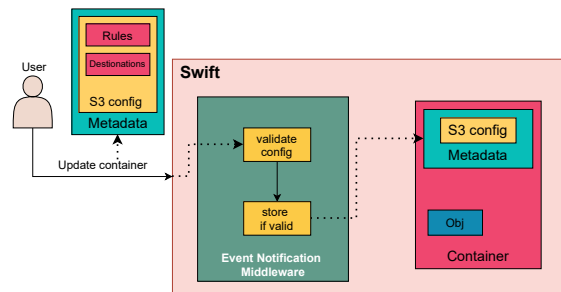 User
Rules
Destionations
S3 config
Metadata
Update container
Swift
validate
config
store
if valid
Event Notification
Middleware
S3 config
Metadata
Obj
Container